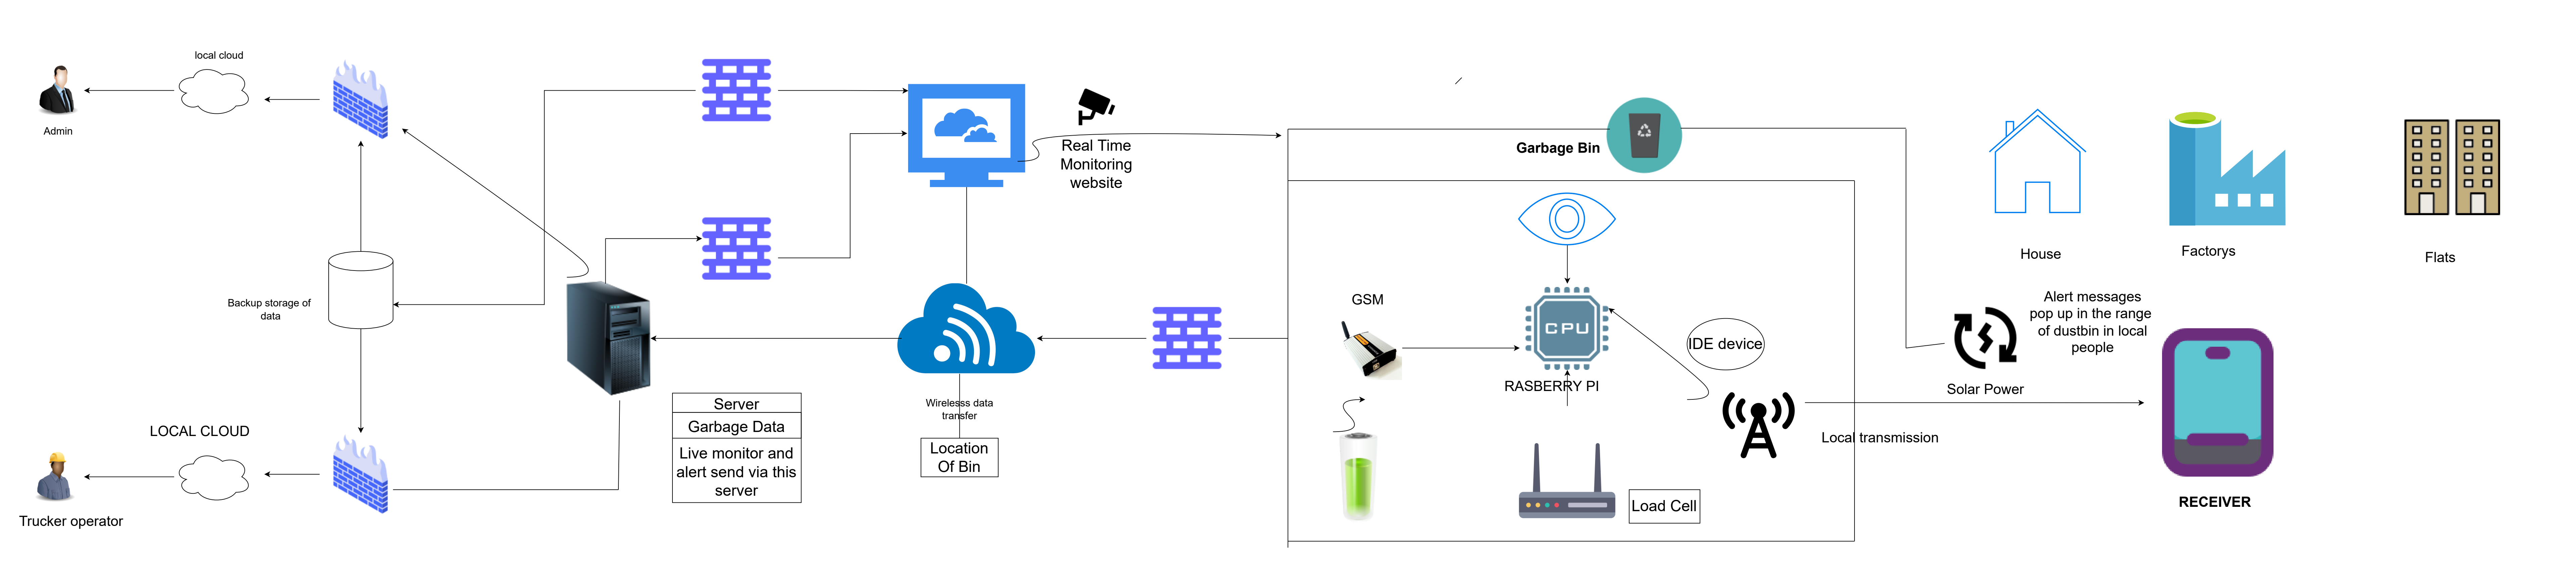 local cloud
Admin
Backup storage of
data
LOCAL CLOUD
Trucker operator
Server
Garbage Data
Live monitor and
alert send via this
server
Real Time
Monitoring
website
Wirelesss data
transfer
Location
Of Bin
Garbage Bin
GSM
CPU
RASBERRY PI
IDE device
Load Cell
Local transmission
House
Factorys
Flats
Alert messages
pop up in the range
of dustbin in local
people
Solar Power
RECEIVER